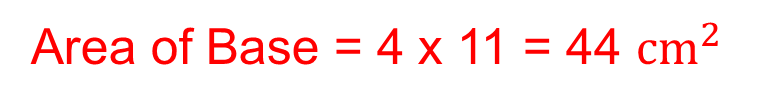 Area of Base = 4 x 11 = 44 cm²